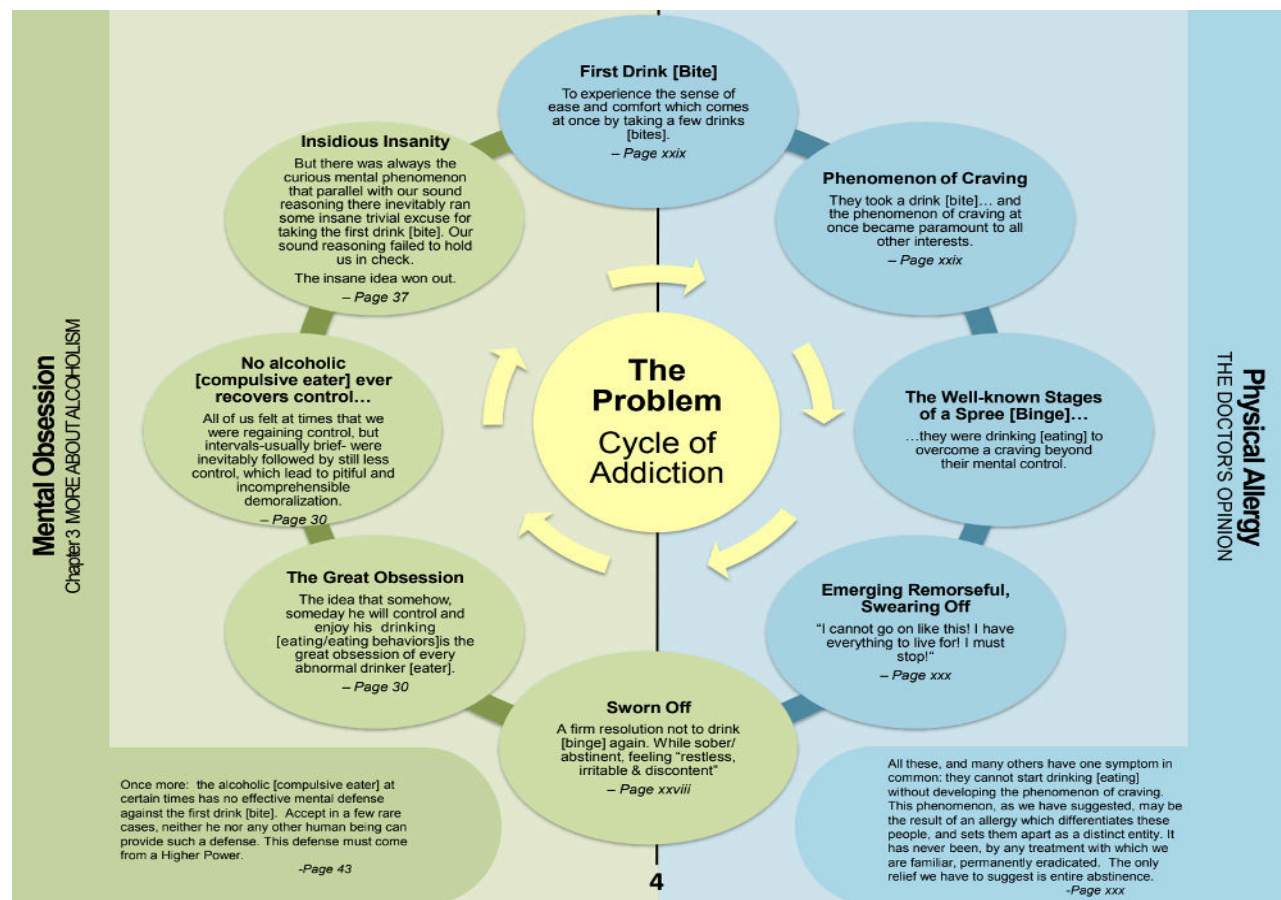 Mental Obsession
Chapter 3 MORE ABOUT ALCOHOLISM
First Drink [Bite]
To experience the sense of
ease and comfort which comes
at once by taking a few drinks
[bites].
– Page xxix
Phenomenon of Craving
They took a drink [bite]… and
the phenomenon of craving at
once became paramount to all
other interests.
– Page xxix
The Well-known Stages
of a Spree [Binge]…
…they were drinking [eating] to
overcome a craving beyond
their mental control.
Emerging Remorseful,
Swearing Off
“I cannot go on like this! I have
everything to live for! I must
stop!“
– Page xxx
Sworn Off
A firm resolution not to drink
[binge] again. While sober/
abstinent, feeling “restless,
irritable & discontent”
– Page xxviii
The Great Obsession
The idea that somehow,
someday he will control and
enjoy his drinking
[eating/eating behaviors]is the
great obsession of every
abnormal drinker [eater].
– Page 30
No alcoholic
[compulsive eater] ever
recovers control…
All of us felt at times that we
were regaining control, but
intervals-usually brief- were
inevitably followed by still less
control, which lead to pitiful and
incomprehensible
demoralization.
– Page 30
Insidious Insanity
But there was always the
curious mental phenomenon
that parallel with our sound
reasoning there inevitably ran
some insane trivial excuse for
taking the first drink [bite]. Our
sound reasoning failed to hold
us in check.
The insane idea won out.
– Page 37
The
Problem
Cycle of
Addiction
Physical Allergy
THE DOCTOR'S OPINION
Once more: the alcoholic [compulsive eater] at
certain times has no effective mental defense
against the first drink [bite]. Accept in a few rare
cases, neither he nor any other human being can
provide such a defense. This defense must come
from a Higher Power.
-Page 43
All these, and many others have one symptom in
common: they cannot start drinking [eating]
without developing the phenomenon of craving.
This phenomenon, as we have suggested, may be
the result of an allergy which differentiates these
people, and sets them apart as a distinct entity. It
has never been, by any treatment with which we
are familiar, permanently eradicated. The only
relief we have to suggest is entire abstinence.
-Page xxx
4